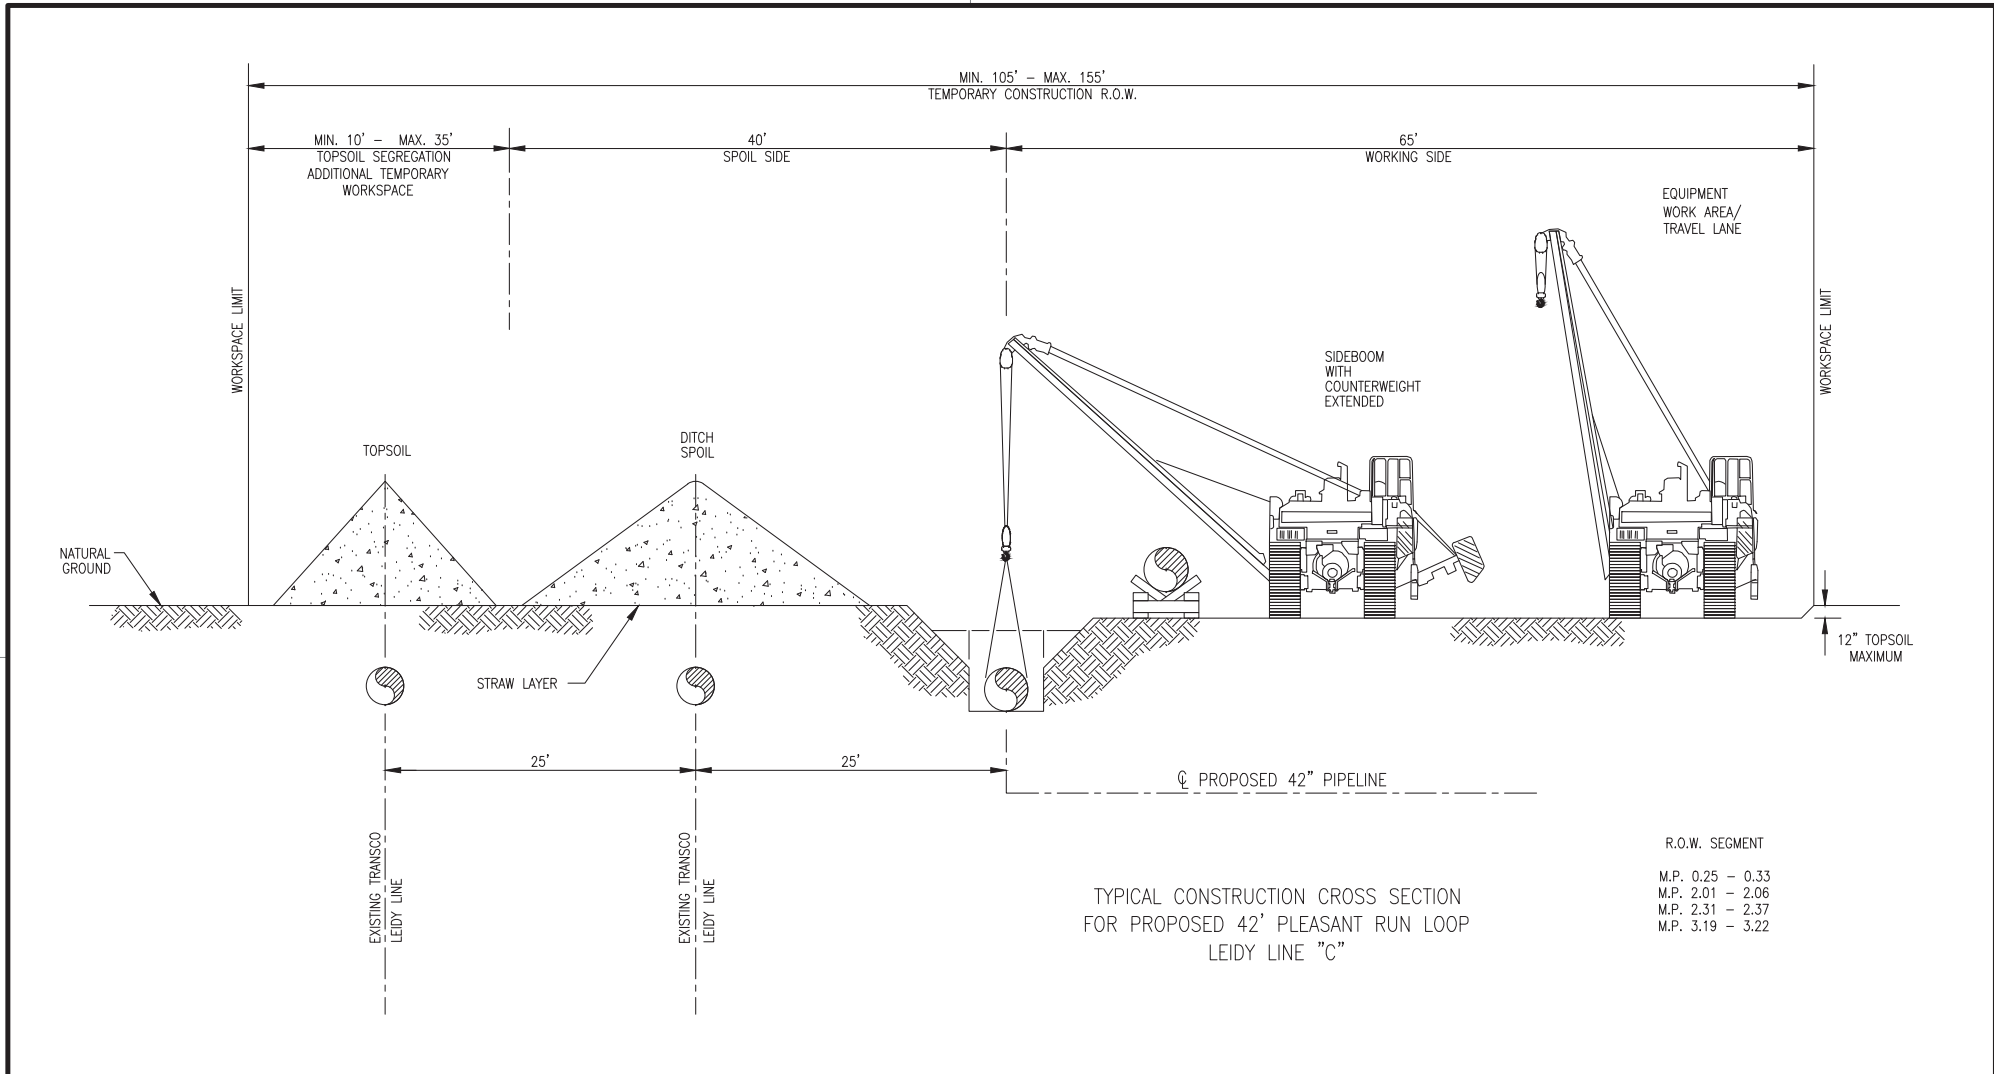 MIN. 105' - MAX. 155'
TEMPORARY CONSTRUCTION R.O.W.
MIN. 10' - MAX. 35'
TOPSOIL SEGREGATION
ADDITIONAL TEMPORARY
WORKSPACE
40'
SPOIL SIDE
65'
WORKING SIDE
EQUIPMENT
WORK AREA/
TRAVEL LANE
WORKSPACE LIMIT
WORKSPACE LIMIT
SIDEBOOM
WITH
COUNTERWEIGHT
EXTENDED
TOPSOIL
DITCH
SPOIL
NATURAL
GROUND
STRAW LAYER
12" TOPSOIL
MAXIMUM
25'
25'
℄ PROPOSED 42" PIPELINE
EXISTING TRANSCO
LEIDY LINE
EXISTING TRANSCO
LEIDY LINE
TYPICAL CONSTRUCTION CROSS SECTION
FOR PROPOSED 42' PLEASANT RUN LOOP
LEIDY LINE "C"
R.O.W. SEGMENT
M.P. 0.25 - 0.33
M.P. 2.01 - 2.06
M.P. 2.31 - 2.37
M.P. 3.19 - 3.22